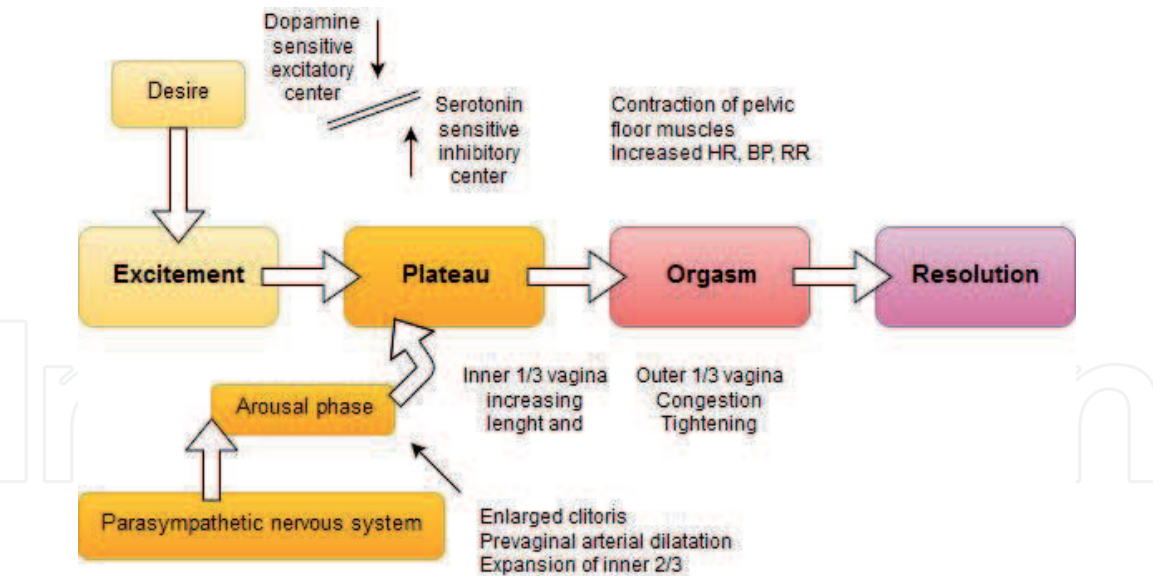 Dopamine
sensitive
excitatory
center
Desire
Serotonin
sensitive
inhibitory
center
Contraction of pelvic
floor muscles
Increased HR, BP, RR
Excitement
Plateau
Orgasm
Resolution
Inner 1/3 vagina
increasing
lenght and
Outer 1/3 vagina
Congestion
Tightening
Arousal phase
Parasympathetic nervous system
Enlarged clitoris
Prevaginal arterial dilatation
Expansion of inner 2/3